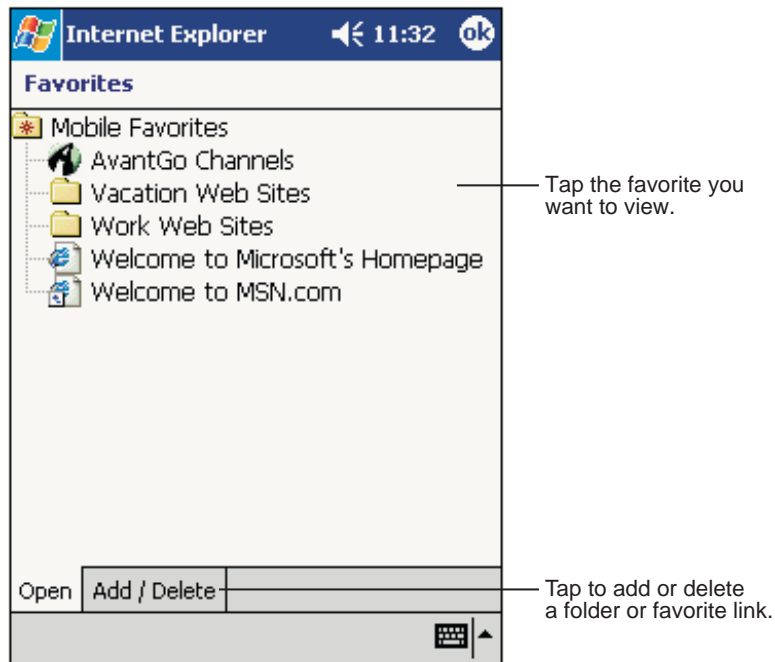 Internet Explorer 11:32 ok
Favorites
Mobile Favorites
AvantGo Channels
Vacation Web Sites
Work Web Sites
Welcome to Microsoft's Homepage
Welcome to MSN.com
Tap the favorite you
want to view.
Open Add / Delete
Tap to add or delete
a folder or favorite link.